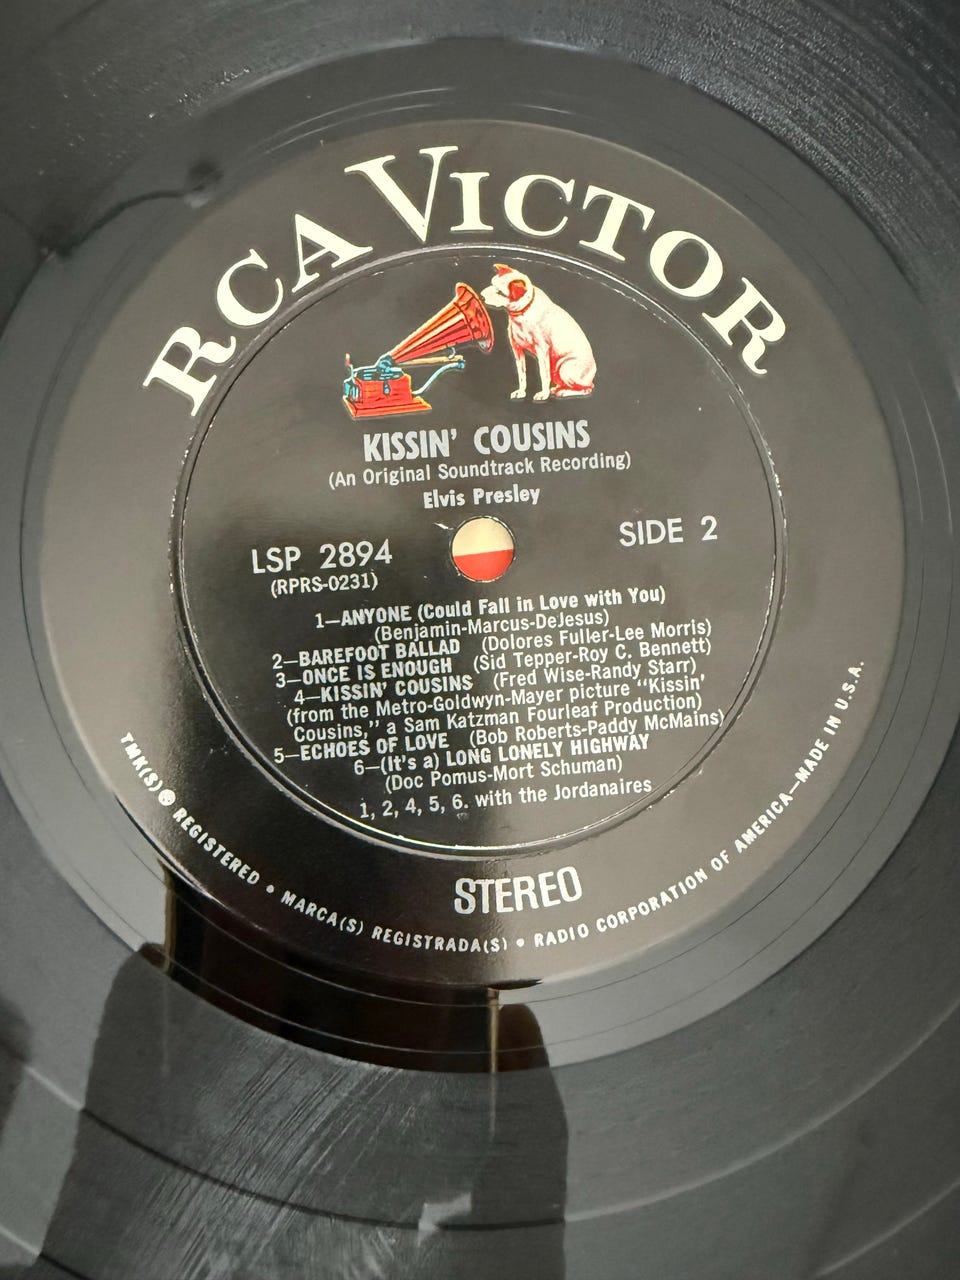 RCA VICTOR
KISSIN' COUSINS
(An Original Soundtrack Recording)
Elvis Presley
LSP 2894
(RPRS-0231)
SIDE 2
1—ANYONE (Could Fall in Love with You)
(Benjamin-Marcus-DeJesus)
2—BAREFOOT BALLAD (Dolores Fuller-Lee Morris)
3—ONCE IS ENOUGH (Sid Tepper-Roy C. Bennett)
4—KISSIN' COUSINS (Fred Wise-Randy Starr)
(from the Metro-Goldwyn-Mayer picture "Kissin'
Cousins," a Sam Katzman Fourleaf Production)
5—ECHOES OF LOVE (Bob Roberts-Paddy McMains)
6—(It's a) LONG LONELY HIGHWAY
(Doc Pomus-Mort Schuman)
1, 2, 4, 5, 6. with the Jordanaires
STEREO
TMK(S) ® REGISTERED • MARCA(S) REGISTRADA(S) • RADIO CORPORATION OF AMERICA—MADE IN U.S.A.